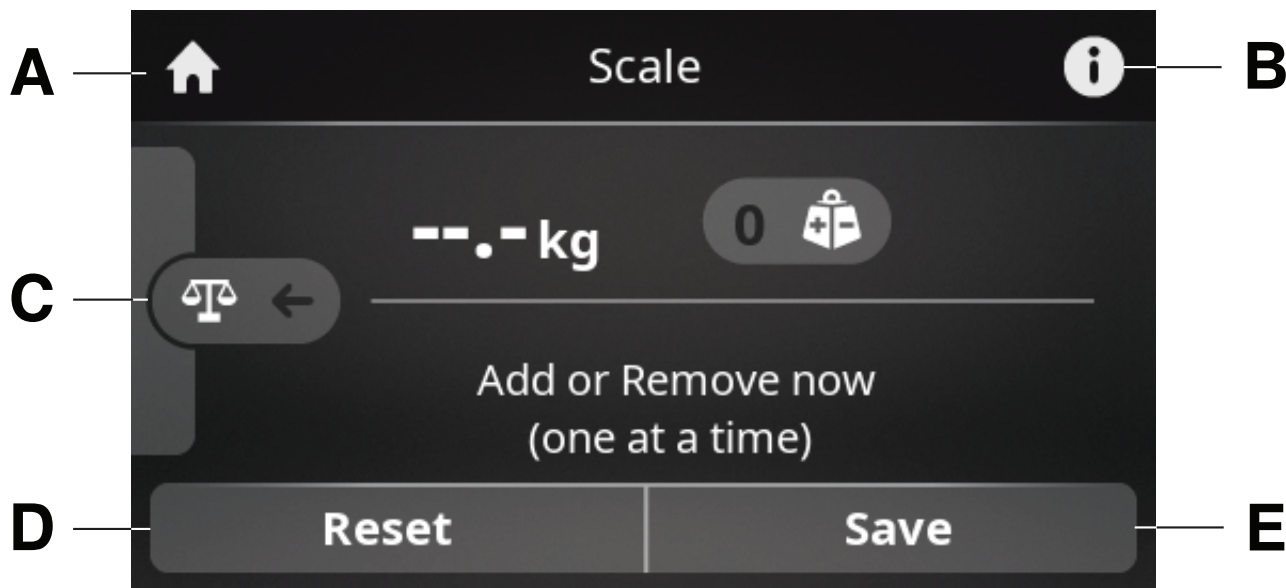 A
Scale
B
--.- kg
0
C
Add or Remove now
(one at a time)
D
Reset
Save
E